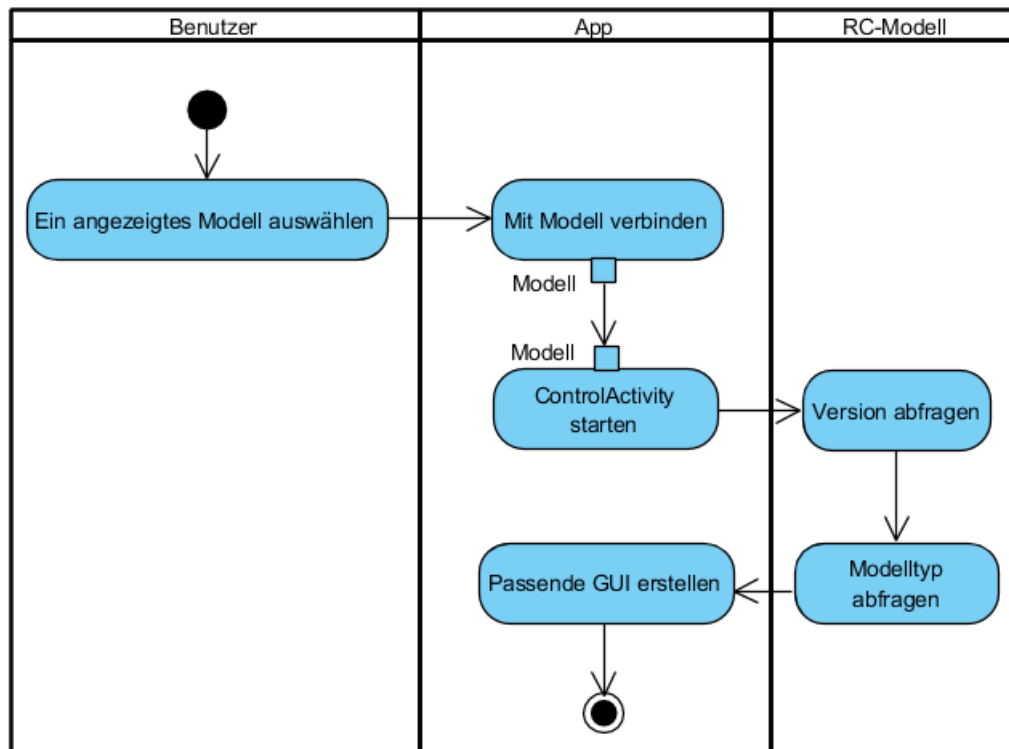 Benutzer
App
RC-Modell
Ein angezeigtes Modell auswählen
Mit Modell verbinden
Modell
Modell
ControlActivity
starten
Version abfragen
Passende GUI erstellen
Modelltyp
abfragen